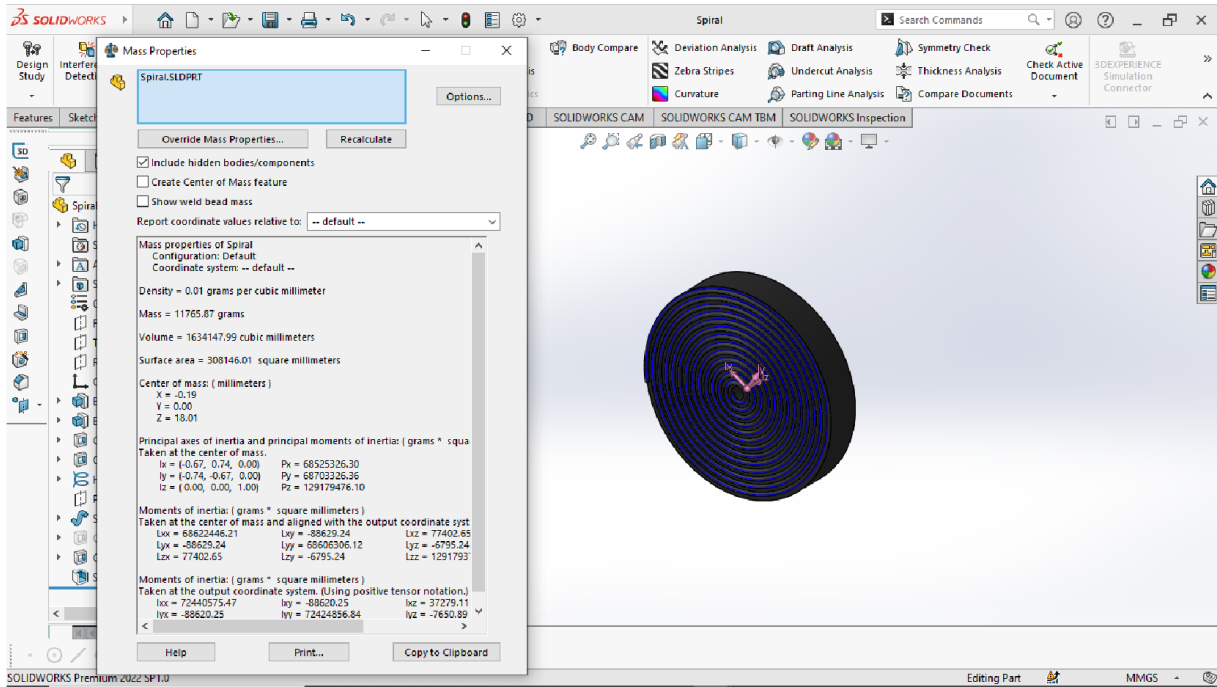 SOLIDWORKS
Spiral
Search Commands
Design Study
Interfere
Detecti
Body Compare
Deviation Analysis
Draft Analysis
Symmetry Check
Zebra Stripes
Undercut Analysis
Thickness Analysis
Curvature
Parting Line Analysis
Compare Documents
Check Active Document
3DEXPERIENCE Simulation Connector
Features
Sketch
SOLIDWORKS CAM
SOLIDWORKS CAM TBM
SOLIDWORKS Inspection
Mass Properties
Spiral.SLDPRT
Options...
Override Mass Properties...
Recalculate
Include hidden bodies/components
Create Center of Mass feature
Show weld bead mass
Report coordinate values relative to: -- default --
Mass properties of Spiral
Configuration: Default
Coordinate system: -- default --
Density = 0.01 grams per cubic millimeter
Mass = 11765.87 grams
Volume = 1634147.99 cubic millimeters
Surface area = 308146.01 square millimeters
Center of mass: ( millimeters )
X = -0.19
Y = 0.00
Z = 18.01
Principal axes of inertia and principal moments of inertia: ( grams * squa
Taken at the center of mass.
Ix = (-0.67, 0.74, 0.00) Px = 68525326.30
Iy = (-0.74, -0.67, 0.00) Py = 68703326.36
Iz = ( 0.00, 0.00, 1.00) Pz = 129179476.10
Moments of inertia: ( grams * square millimeters )
Taken at the center of mass and aligned with the output coordinate syst
Lxx = 68622446.21 Lxy = -88629.24 Lxz = 77402.65
Lyx = -88629.24 Lyy = 68606306.12 Lyz = -6795.24
Lzx = 77402.65 Lzy = -6795.24 Lzz = 1291793
Moments of inertia: ( grams * square millimeters )
Taken at the output coordinate system. (Using positive tensor notation.)
Ixx = 72440575.47 Ixy = -88620.25 Ixz = 37279.11
Iyx = -88620.25 Iyy = 72424856.84 Iyz = -7650.89
Help
Print...
Copy to Clipboard
Spiral
SOLIDWORKS Premium 2022 SP1.0
Editing Part
MMGS